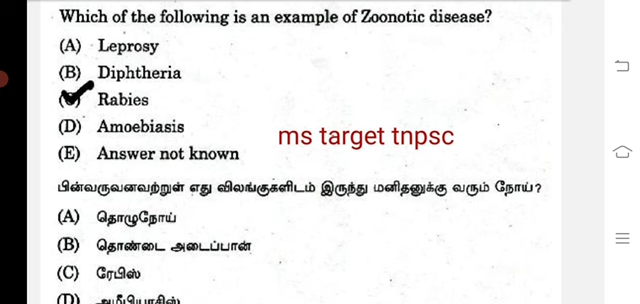 Which of the following is an example of Zoonotic disease?
(A) Leprosy
(B) Diphtheria
Rabies
(D) Amoebiasis
ms target tnpsc
(E) Answer not known
பின்வருவனவற்றுள் எது விலங்குகளிடம் இருந்து மனிதனுக்கு வரும் நோய்?
(A) தொழுநோய்
(B) தொண்டை அடைப்பான்
(C) ரேபிஸ்
(D) அமீபியாசிஸ்